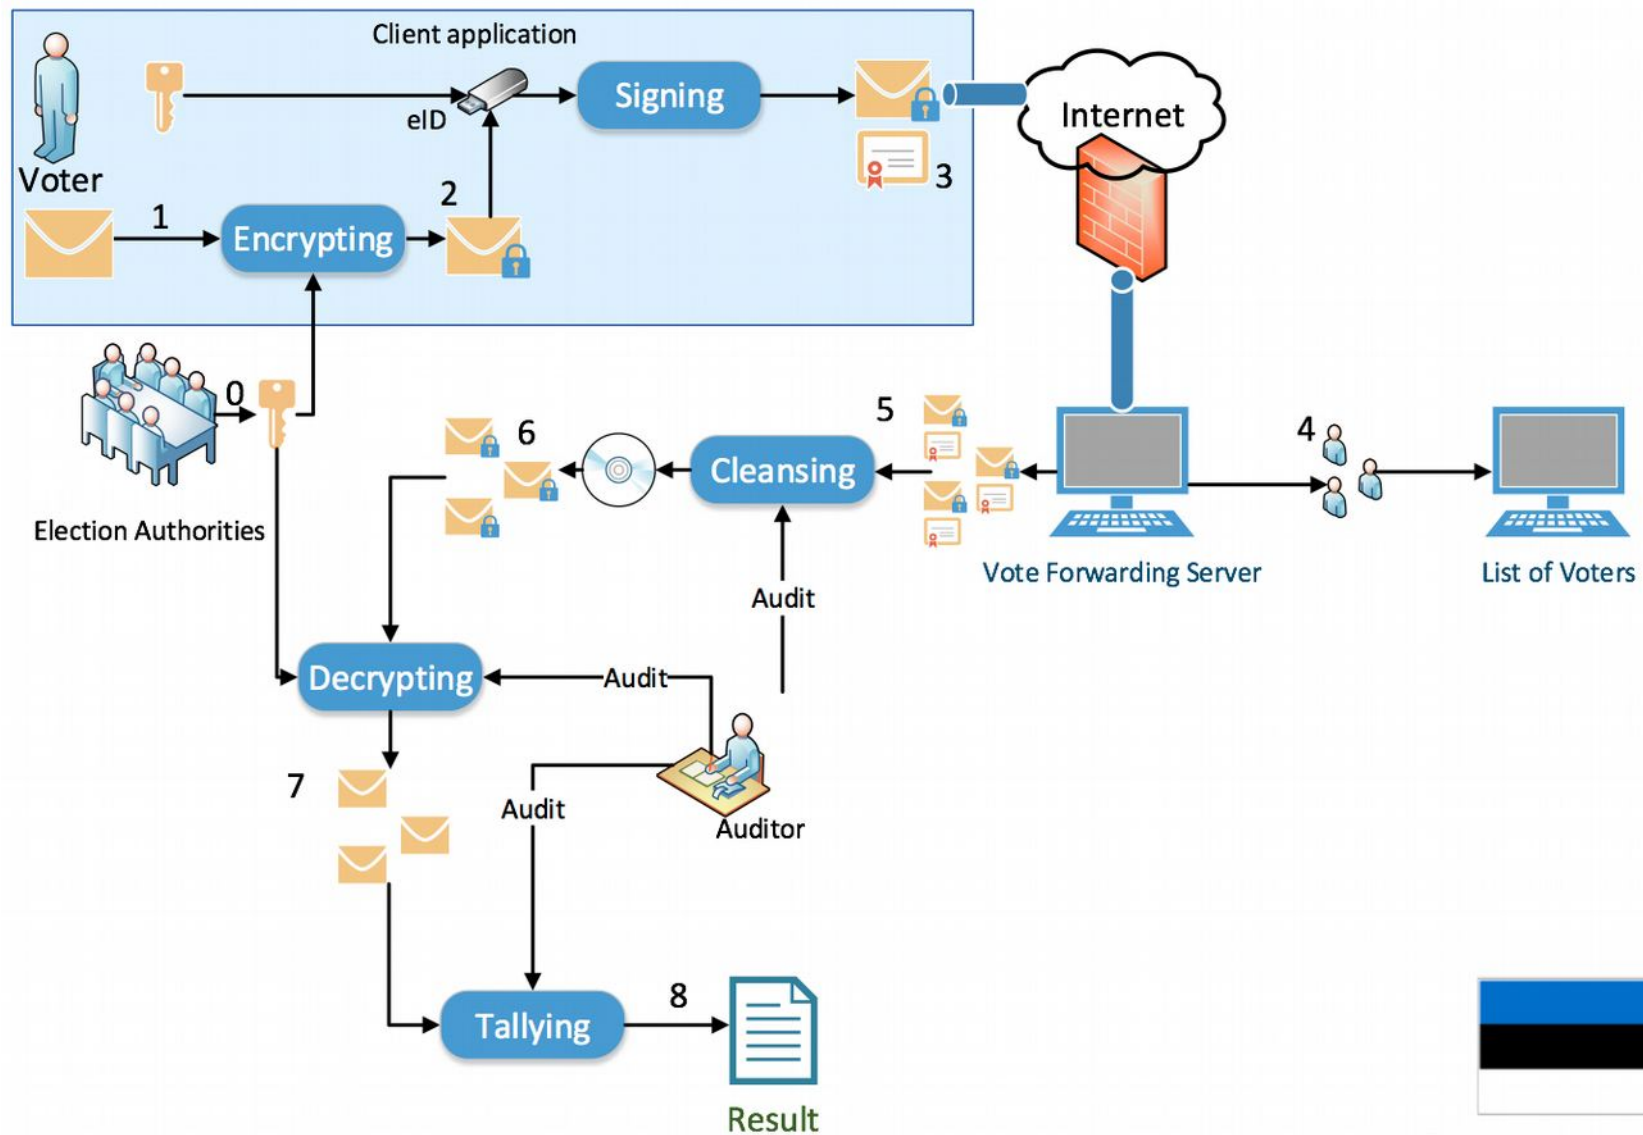 Client application
Signing
eID
Internet
Voter
3
1
2
Encrypting
0
Election Authorities
5
4
6
Cleansing
Vote Forwarding Server
List of Voters
Audit
Decrypting
Audit
7
Audit
Auditor
8
Tallying
Result